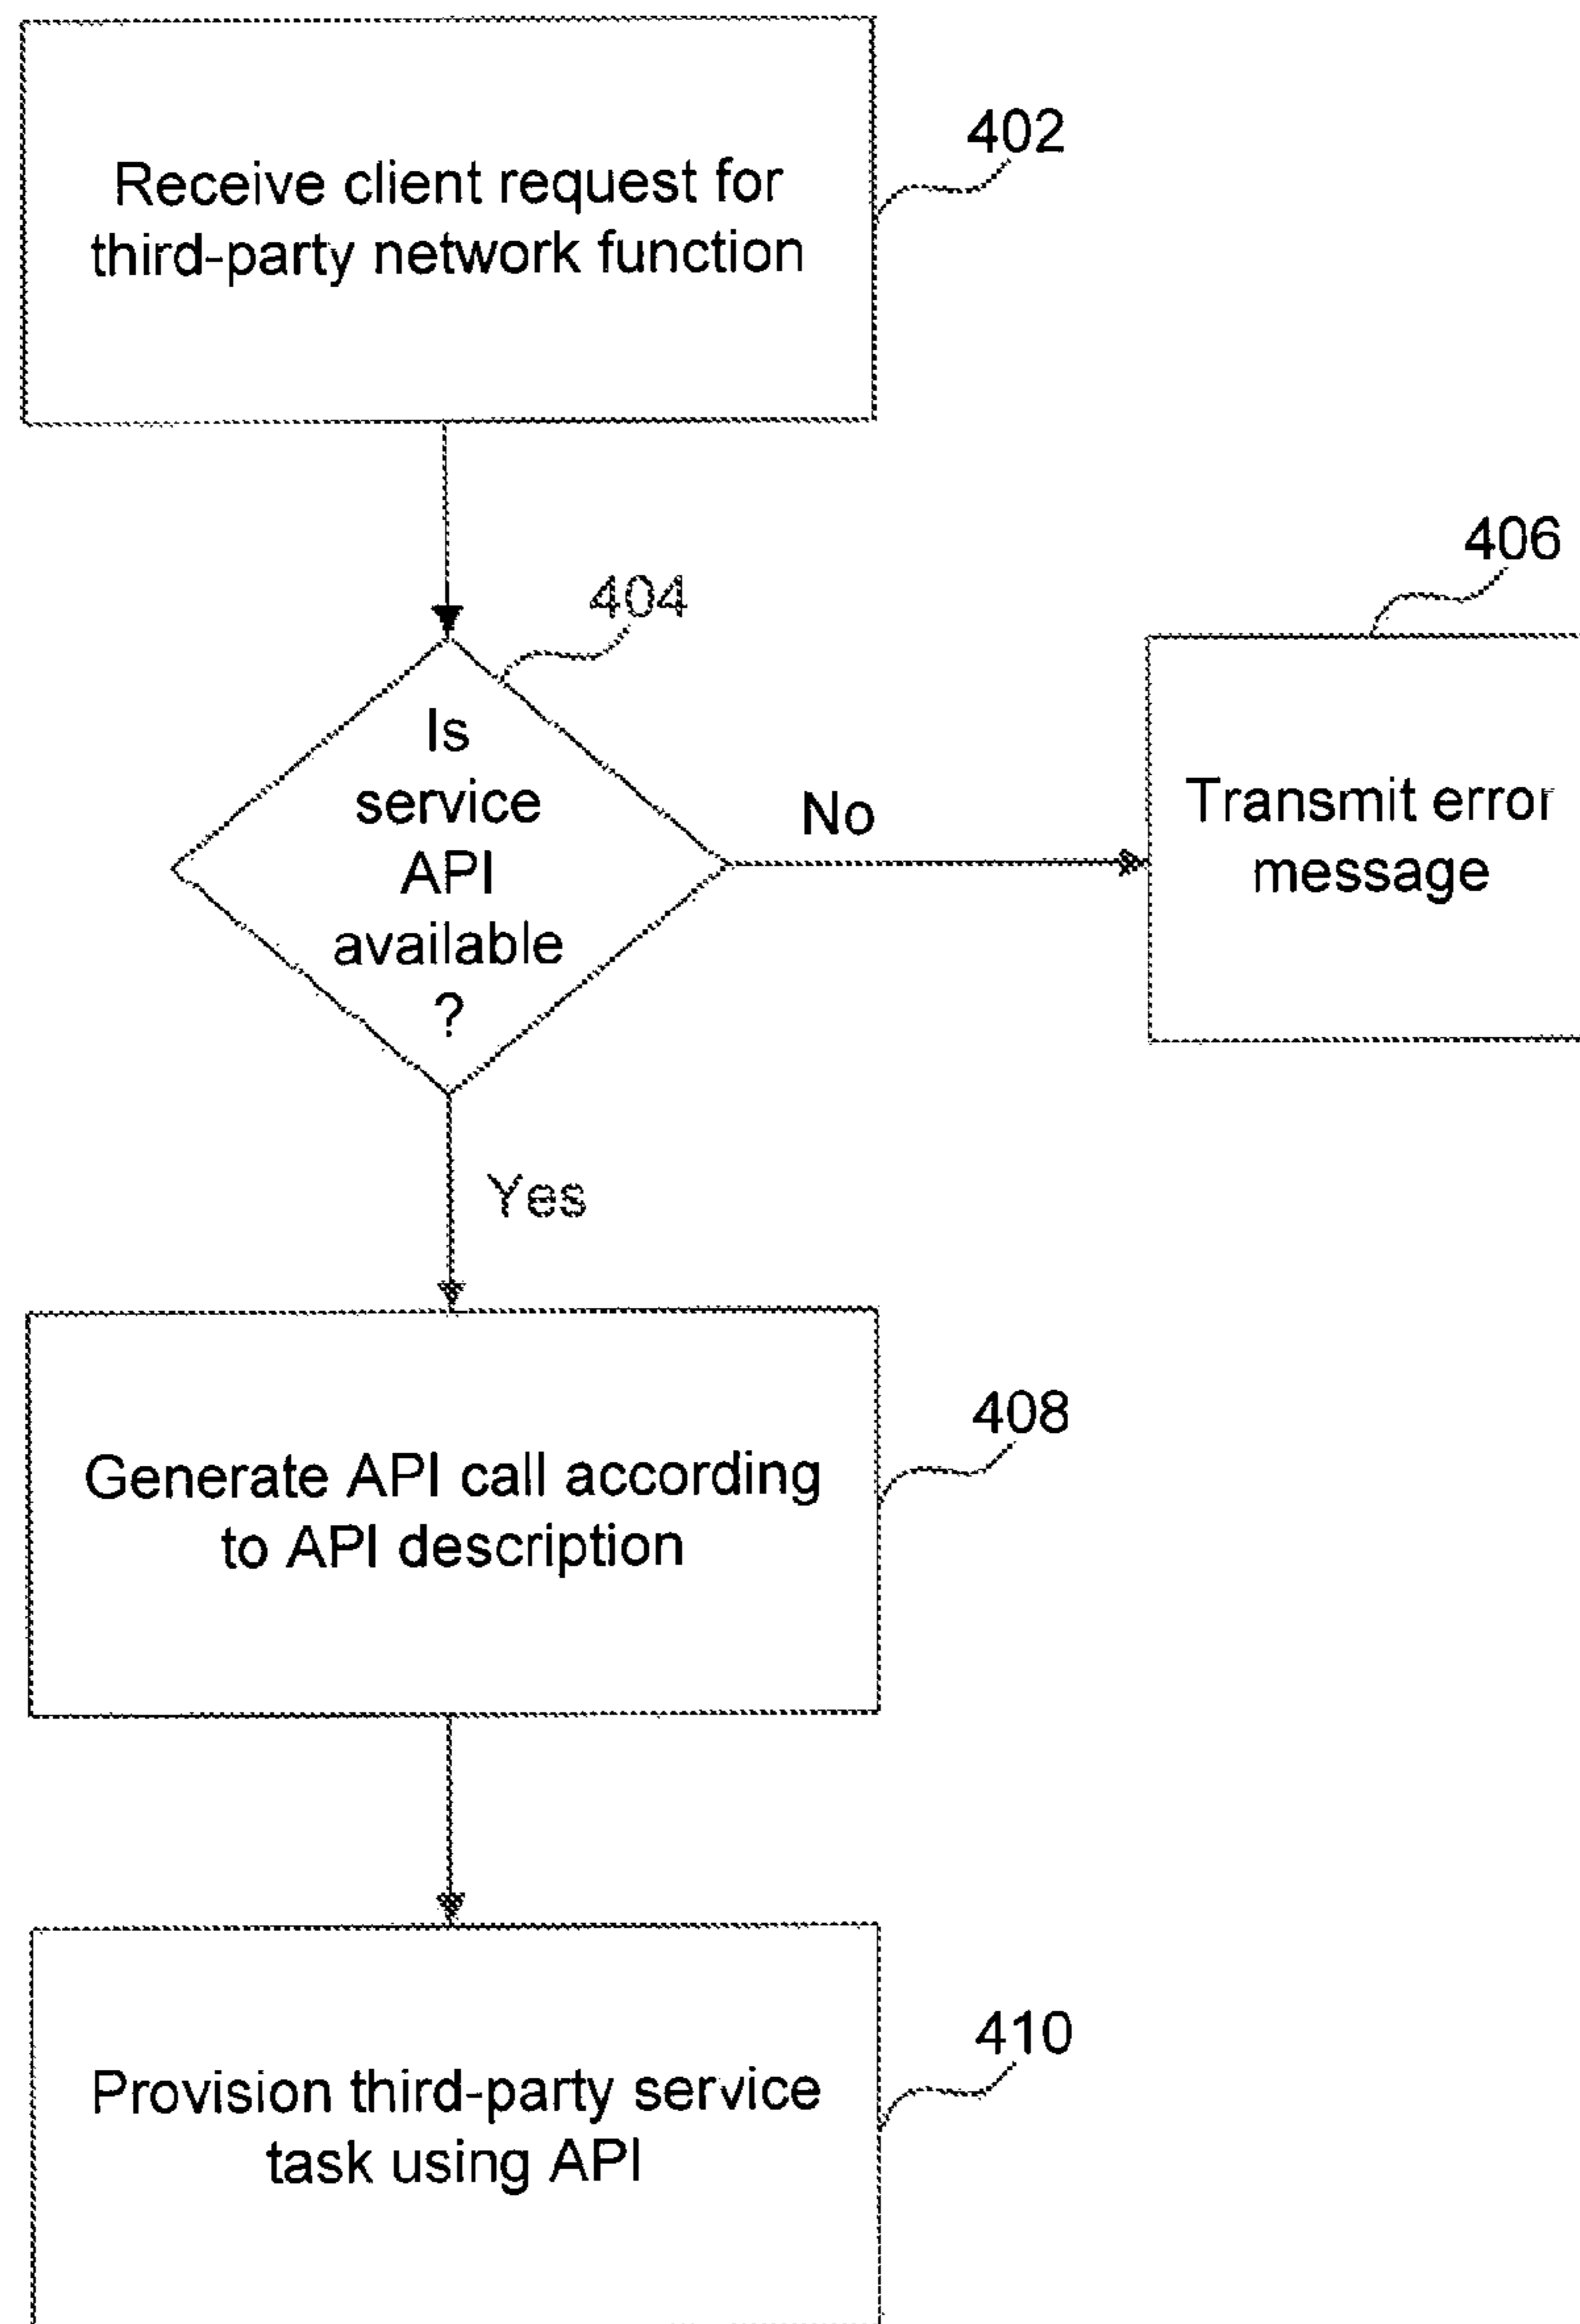 Receive client request for
third-party network function
402
404
Is
service
API
available
?
No
406
Transmit error
message
Yes
Generate API call according
to API description
408
Provision third-party service
task using API
410